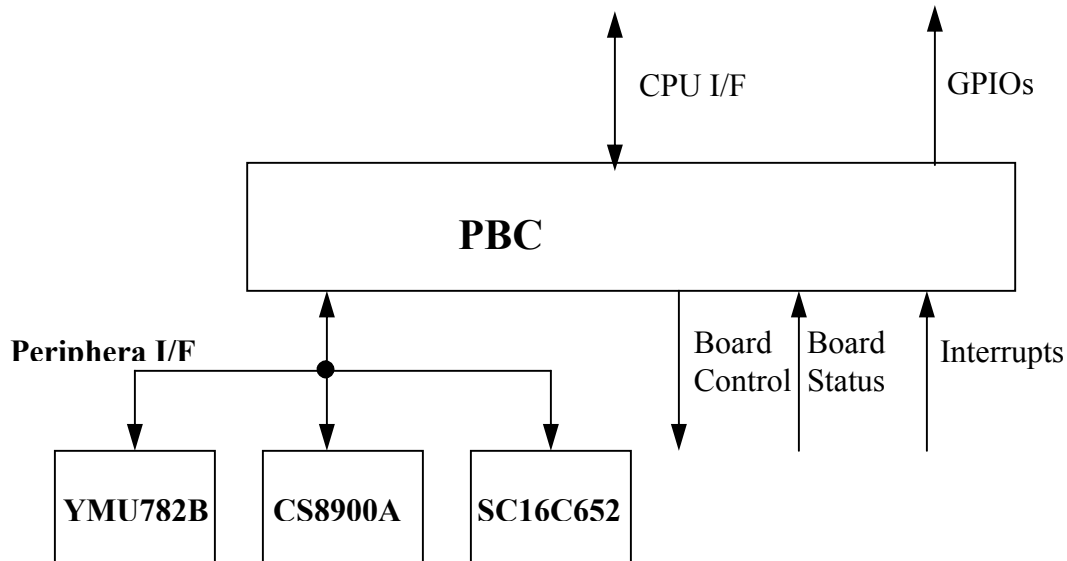 CPU I/F
GPIOs
PBC
Periphera I/F
Board
Control
Board
Status
Interrupts
YMU782B
CS8900A
SC16C652